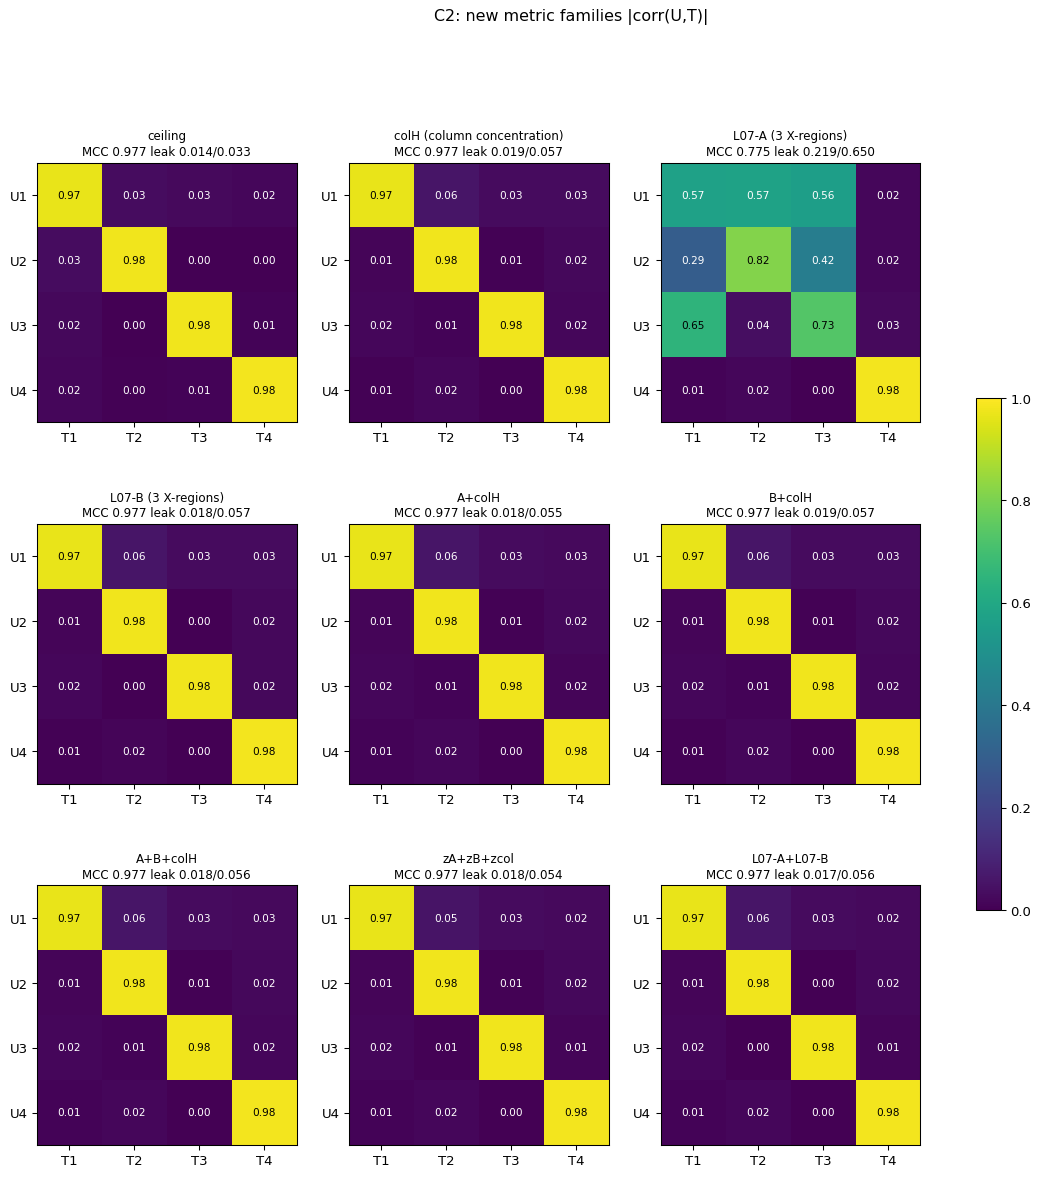 C2: new metric families |corr(U,T)|
ceiling
MCC 0.977 leak 0.014/0.033
U1 0.97 0.03 0.03 0.02
U2 0.03 0.98 0.00 0.00
U3 0.02 0.00 0.98 0.01
U4 0.02 0.00 0.01 0.98
T1 T2 T3 T4
colH (column concentration)
MCC 0.977 leak 0.019/0.057
U1 0.97 0.06 0.03 0.03
U2 0.01 0.98 0.01 0.02
U3 0.02 0.01 0.98 0.02
U4 0.01 0.02 0.00 0.98
T1 T2 T3 T4
L07-A (3 X-regions)
MCC 0.775 leak 0.219/0.650
U1 0.57 0.57 0.56 0.02
U2 0.29 0.82 0.42 0.02
U3 0.65 0.04 0.73 0.03
U4 0.01 0.02 0.00 0.98
T1 T2 T3 T4
L07-B (3 X-regions)
MCC 0.977 leak 0.018/0.057
U1 0.97 0.06 0.03 0.03
U2 0.01 0.98 0.00 0.02
U3 0.02 0.00 0.98 0.02
U4 0.01 0.02 0.00 0.98
T1 T2 T3 T4
A+colH
MCC 0.977 leak 0.018/0.055
U1 0.97 0.06 0.03 0.03
U2 0.01 0.98 0.01 0.02
U3 0.02 0.01 0.98 0.02
U4 0.01 0.02 0.00 0.98
T1 T2 T3 T4
B+colH
MCC 0.977 leak 0.019/0.057
U1 0.97 0.06 0.03 0.03
U2 0.01 0.98 0.01 0.02
U3 0.02 0.01 0.98 0.02
U4 0.01 0.02 0.00 0.98
T1 T2 T3 T4
A+B+colH
MCC 0.977 leak 0.018/0.056
U1 0.97 0.06 0.03 0.03
U2 0.01 0.98 0.01 0.02
U3 0.02 0.01 0.98 0.02
U4 0.01 0.02 0.00 0.98
T1 T2 T3 T4
zA+zB+zcol
MCC 0.977 leak 0.018/0.054
U1 0.97 0.05 0.03 0.02
U2 0.01 0.98 0.01 0.02
U3 0.02 0.01 0.98 0.01
U4 0.01 0.02 0.00 0.98
T1 T2 T3 T4
L07-A+L07-B
MCC 0.977 leak 0.017/0.056
U1 0.97 0.06 0.03 0.02
U2 0.01 0.98 0.00 0.02
U3 0.02 0.00 0.98 0.01
U4 0.01 0.02 0.00 0.98
T1 T2 T3 T4
1.0
0.8
0.6
0.4
0.2
0.0